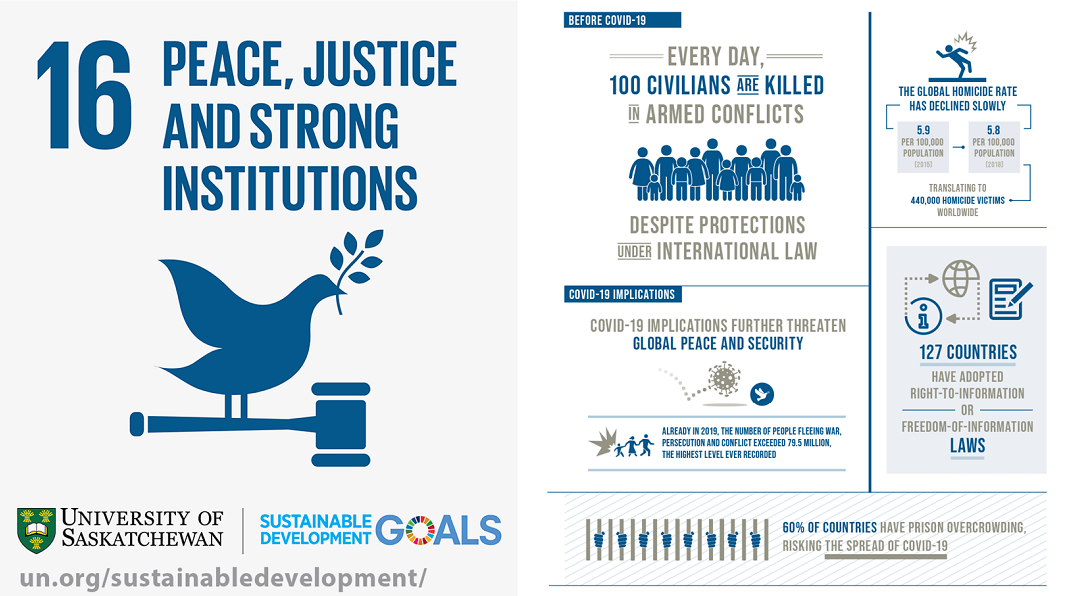 16
PEACE, JUSTICE
AND STRONG
INSTITUTIONS
UNIVERSITY OF
SASKATCHEWAN
SUSTAINABLE
DEVELOPMENT
GOALS
un.org/sustainabledevelopment/
BEFORE COVID-19
EVERY DAY,
100 CIVILIANS ARE KILLED
IN ARMED CONFLICTS
DESPITE PROTECTIONS
UNDER INTERNATIONAL LAW
COVID-19 IMPLICATIONS
COVID-19 IMPLICATIONS FURTHER THREATEN
GLOBAL PEACE AND SECURITY
ALREADY IN 2019, THE NUMBER OF PEOPLE FLEEING WAR,
PERSECUTION AND CONFLICT EXCEEDED 79.5 MILLION,
THE HIGHEST LEVEL EVER RECORDED
THE GLOBAL HOMICIDE RATE
HAS DECLINED SLOWLY
5.9
PER 100,000
POPULATION
(2015)
5.8
PER 100,000
POPULATION
(2018)
TRANSLATING TO
440,000 HOMICIDE VICTIMS
WORLDWIDE
i
127 COUNTRIES
HAVE ADOPTED
RIGHT-TO-INFORMATION
OR
FREEDOM-OF-INFORMATION
LAWS
60% OF COUNTRIES HAVE PRISON OVERCROWDING,
RISKING THE SPREAD OF COVID-19